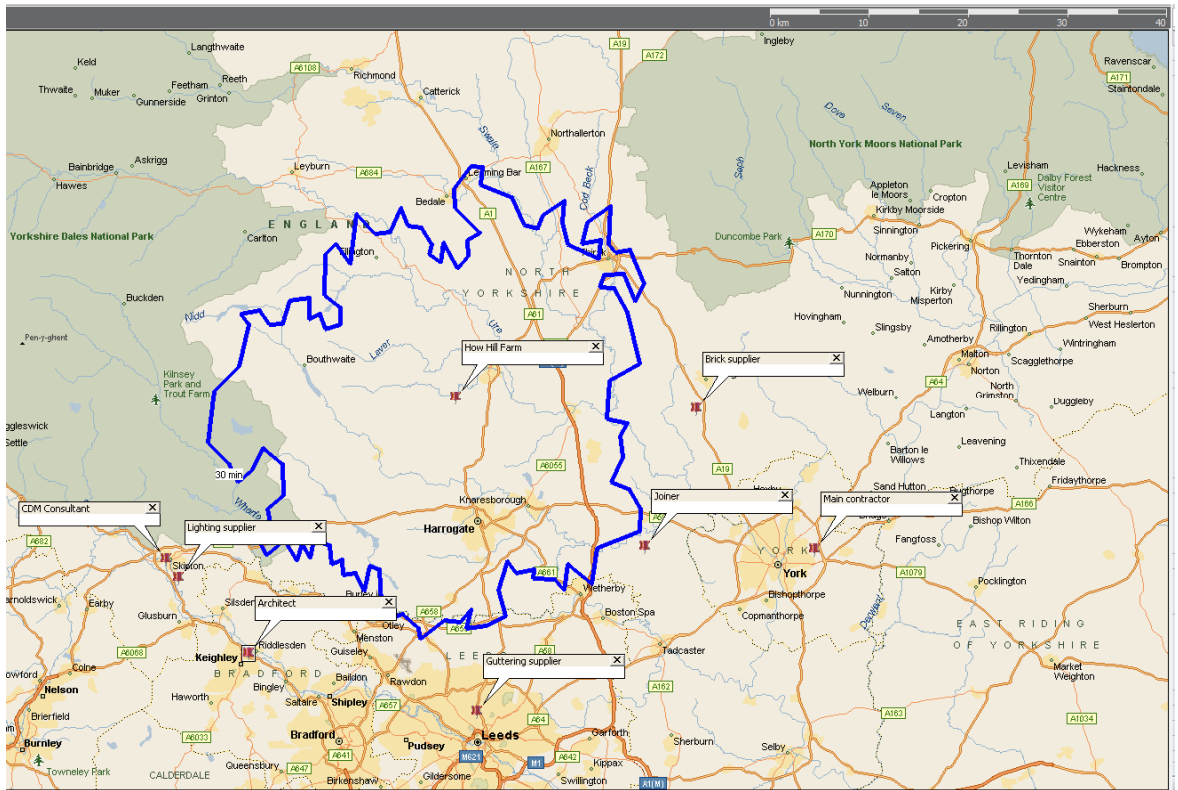 0 km
10
20
30
40
Langthwaite
Keld
Thwaite
Muker
Gunnerside
Feetham
Reeth
Grinton
A6108
Richmond
Catterick
A19
A172
Ingleby
Ravenscar
A171
Staintondale
Swale
Northallerton
Dove
Seven
North York Moors National Park
Seph
Cod Beck
Bainbridge
Askrigg
Hawes
Leyburn
A684
Leeming Bar
A167
Bedale
A1
Levisham
A169
Dalby Forest
Visitor
Centre
Hackness
Appleton
le Moors
Cropton
Kirkby Moorside
Sinnington
Pickering
Wykeham
Ebberston
Ayton
Thornton
Dale
Snainton
Brompton
Yedingham
ENGLAND
Yorkshire Dales National Park
Carlton
Ellington
Duncombe Park
A170
Normanby
Salton
Kirby
Misperton
Nunnington
NORTH
YORKSHIRE
Buckden
Nidd
A61
Ure
Laver
Hovingham
Slingsby
Sherburn
West Heslerton
Rillington
Wintringham
Amotherby
Malton
Norton
Scagglethorpe
Pen-y-ghent
Bouthwaite
How Hill Farm
Brick supplier
Kilnsey
Park and
Trout Farm
Welburn
A64
North
Grimston
Duggleby
Langton
ggleswick
Settle
Leavening
Barton le
Willows
Thixendale
A6055
A19
30 min
Wharfe
Sand Hutton
Fridaythorpe
A166
Knaresborough
Harrogate
Joiner
Main contractor
Bishop Wilton
Fangfoss
CDM Consultant
Lighting supplier
A682
Skipton
YORK
York
A1079
Pocklington
A661
Wetherby
Bishopthorpe
Copmanthorpe
Derwent
Earby
Glusburn
Architect
A658
Otley
Boston Spa
EAST RIDING
OF YORKSHIRE
Riddlesden
Menston
Guiseley
A58
Tadcaster
A6068
Keighley
BRADFORD
Guttering supplier
Market
Weighton
Colne
Nelson
Haworth
Bingley
Baildon
Rawdon
Saltaire
Shipley
A657
A162
A163
A1034
Brierfield
Burnley
A6033
Bradford
Pudsey
Leeds
A64
Garforth
Sherburn
Selby
A641
M621
M1
A642
Kippax
Towneley Park
CALDERDALE
Queensbury
A647
Birkenshaw
Gildersome
Swillington
A1(M)